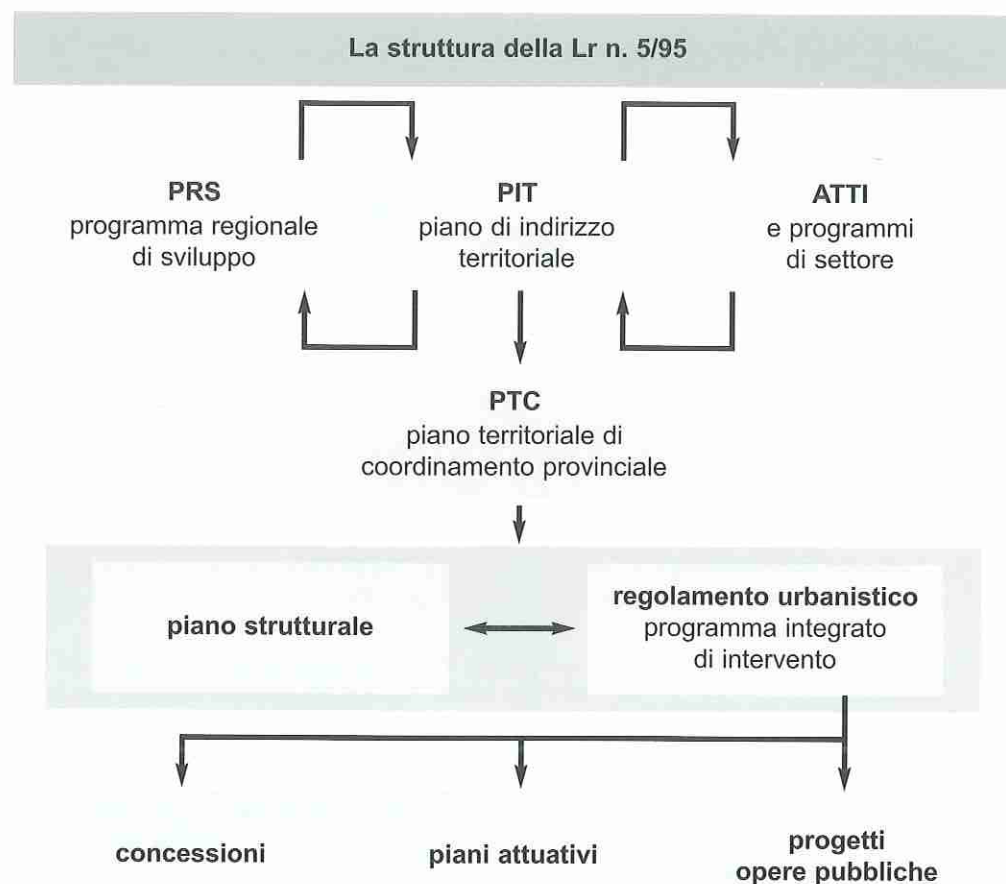 La struttura della Lr n. 5/95
PRS
programma regionale
di sviluppo
PIT
piano di indirizzo
territoriale
ATTI
e programmi
di settore
PTC
piano territoriale di
coordinamento provinciale
piano strutturale
regolamento urbanistico
programma integrato
di intervento
concessioni
piani attuativi
progetti
opere pubbliche